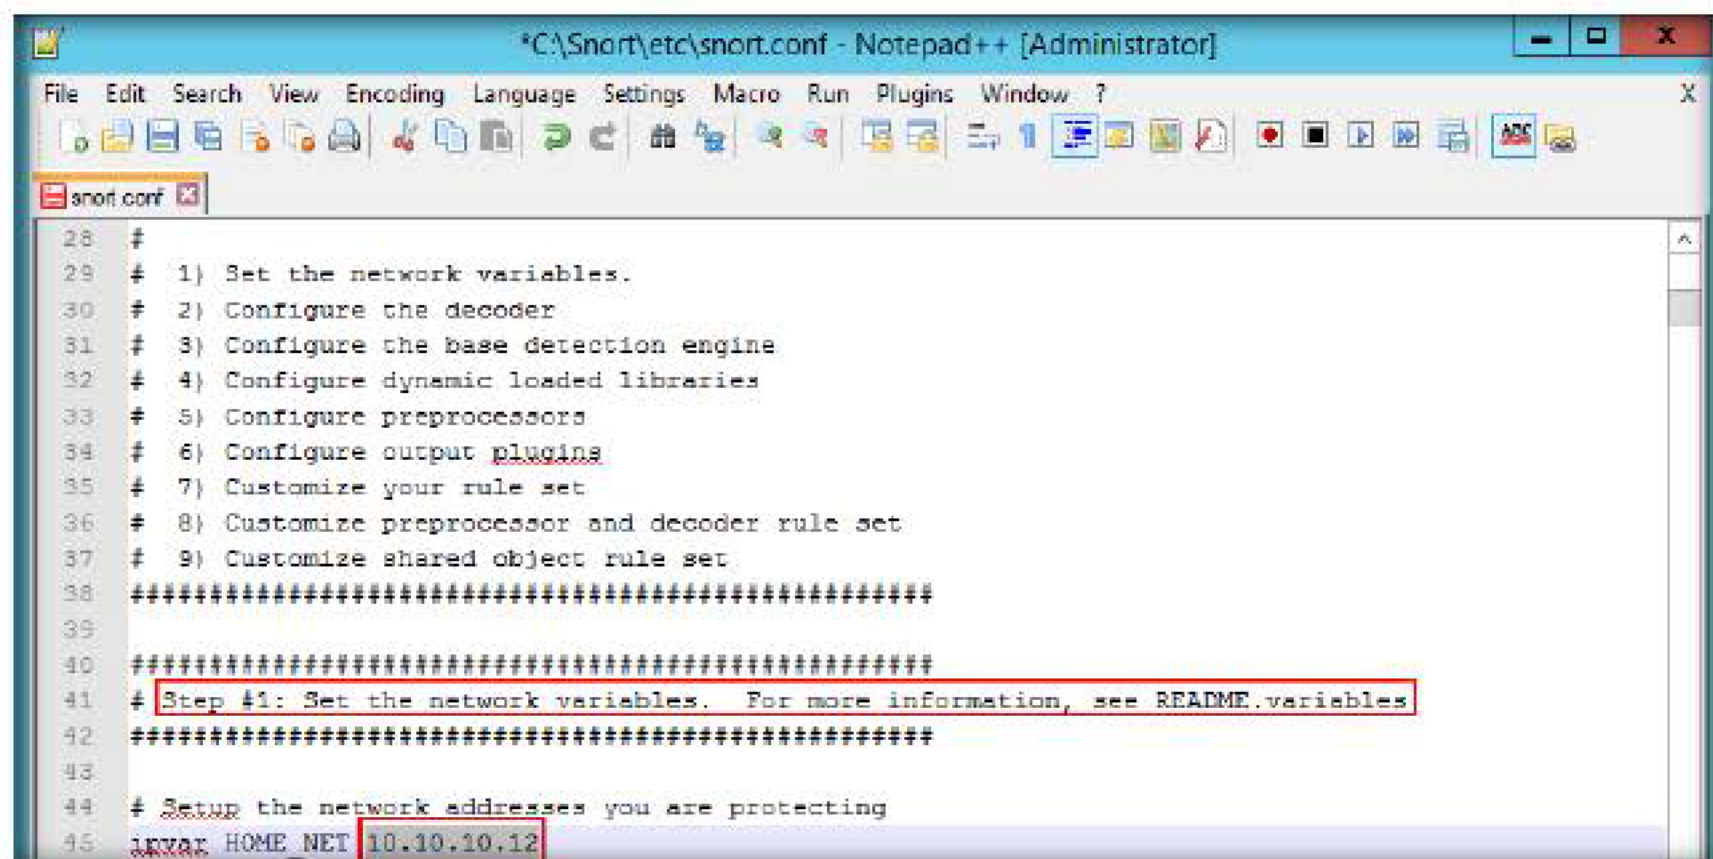 *C:\Snort\etc\snort.conf - Notepad++ [Administrator]
File Edit Search View Encoding Language Settings Macro Run Plugins Window ? X
snort.conf
28 #
29 # 1) Set the network variables.
30 # 2) Configure the decoder
31 # 3) Configure the base detection engine
32 # 4) Configure dynamic loaded libraries
33 # 5) Configure preprocessors
34 # 6) Configure output plugins
35 # 7) Customize your rule set
36 # 8) Customize preprocessor and decoder rule set
37 # 9) Customize shared object rule set
38 ###################################################
39
40 ###################################################
41 # Step #1: Set the network variables. For more information, see README.variables
42 ###################################################
43
44 # Setup the network addresses you are protecting
45 ipvar HOME_NET 10.10.10.12